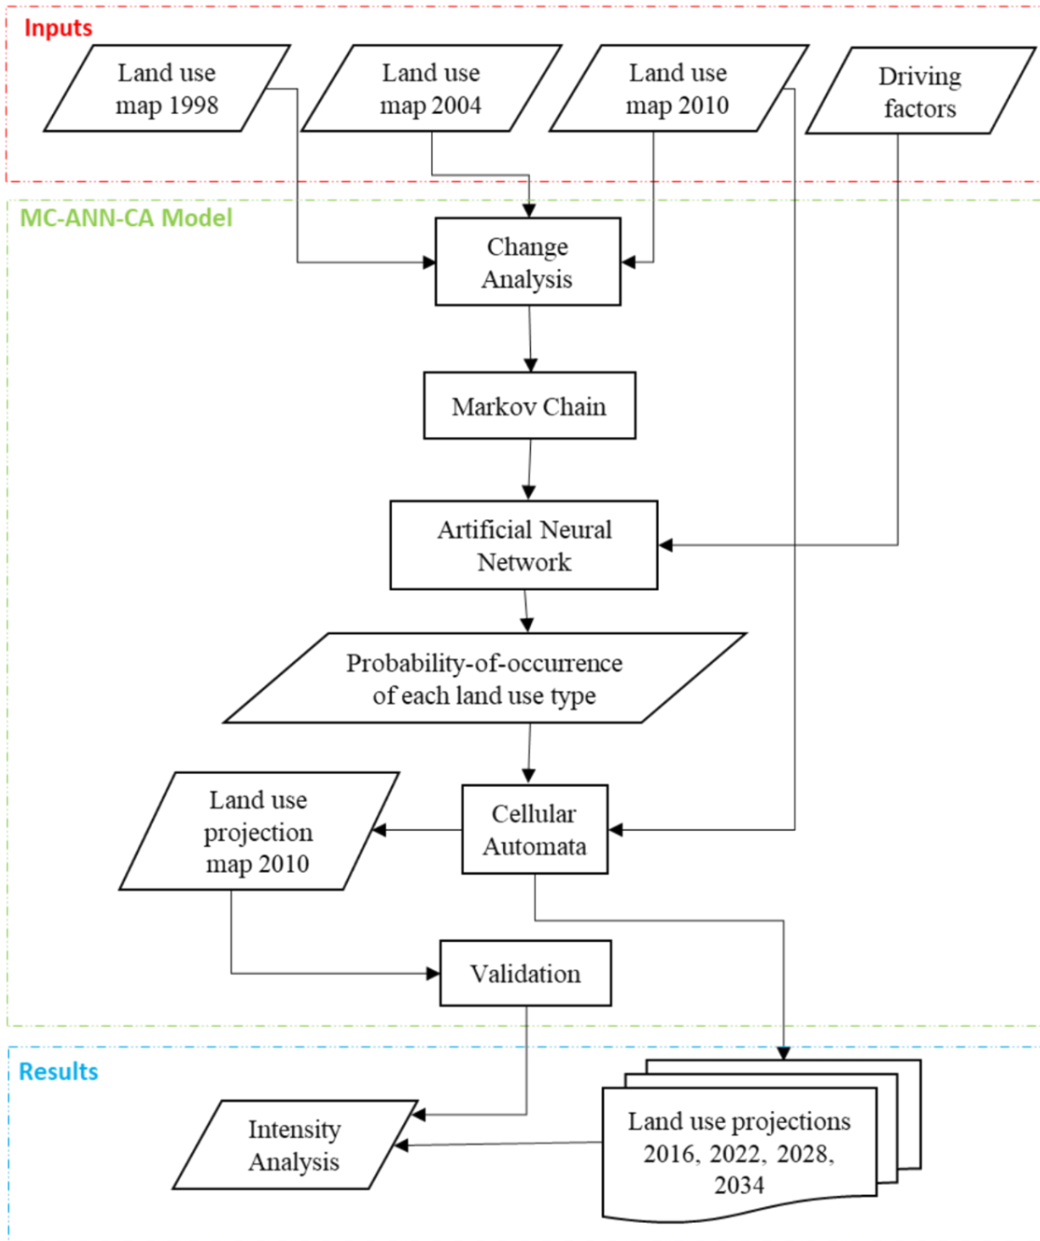 Inputs
Land use
map 1998
Land use
map 2004
Land use
map 2010
Driving
factors
MC-ANN-CA Model
Change
Analysis
Markov Chain
Artificial Neural
Network
Probability-of-occurrence
of each land use type
Land use
projection
map 2010
Cellular
Automata
Validation
Results
Intensity
Analysis
Land use projections
2016, 2022, 2028,
2034